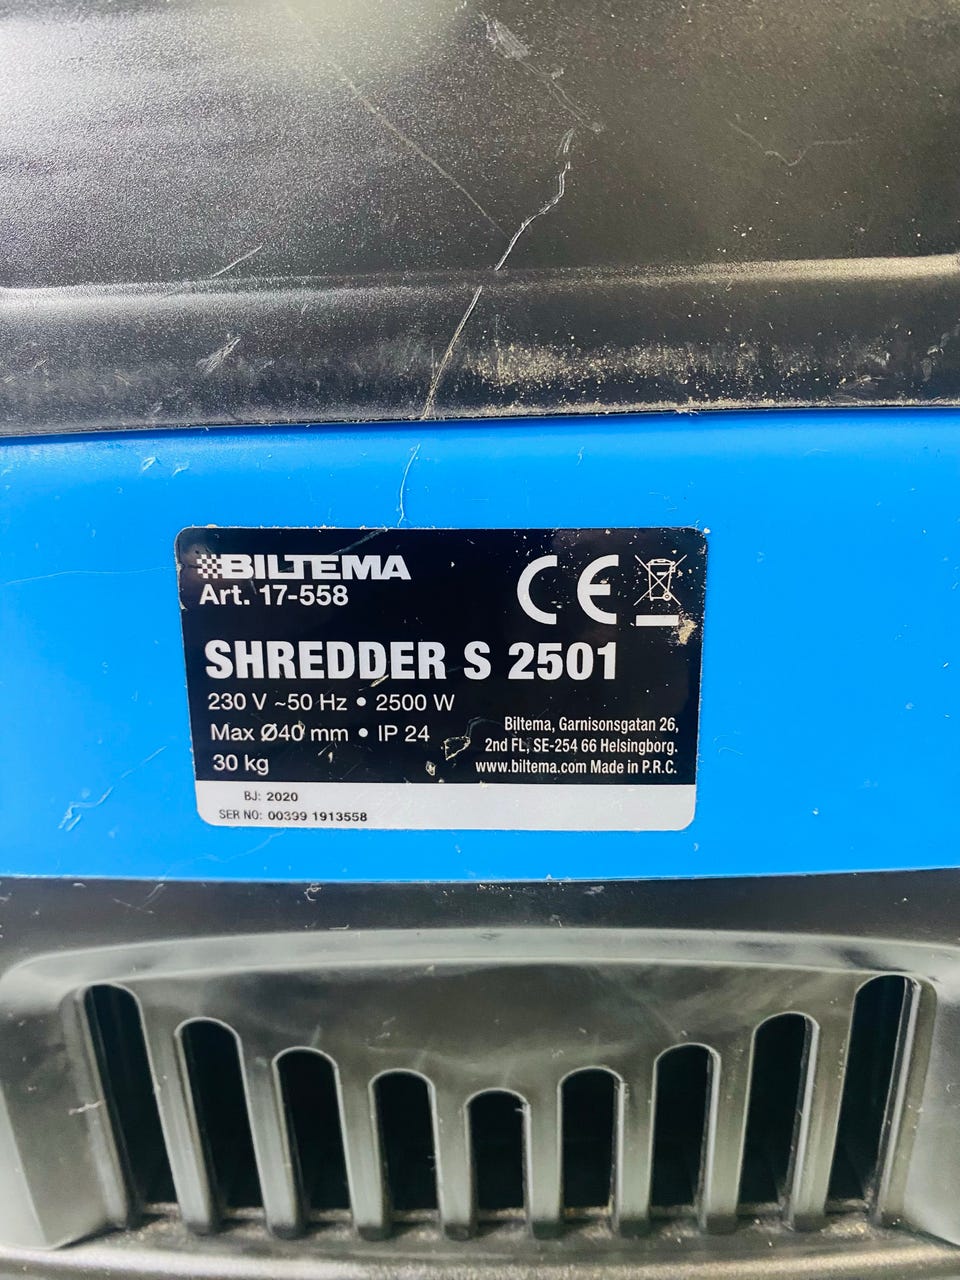 BILTEMA
Art. 17-558
CE
SHREDDER S 2501
230 V ~50 Hz • 2500 W
Max Ø40 mm • IP 24
30 kg
Biltema, Garnisonsgatan 26,
2nd FL, SE-254 66 Helsingborg.
www.biltema.com Made in P.R.C.
BJ: 2020
SER NO: 00399 1913558